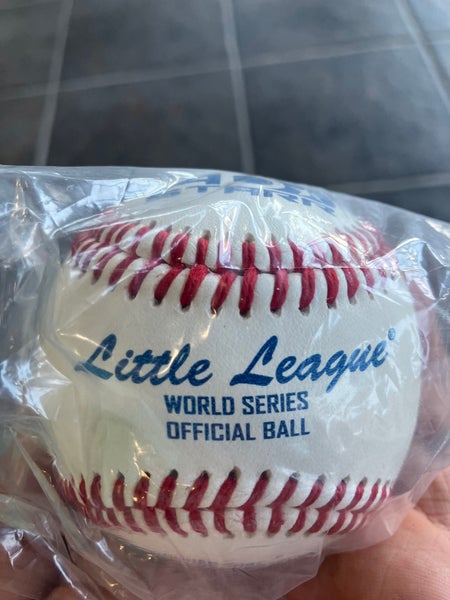 Little League®
WORLD SERIES
OFFICIAL BALL